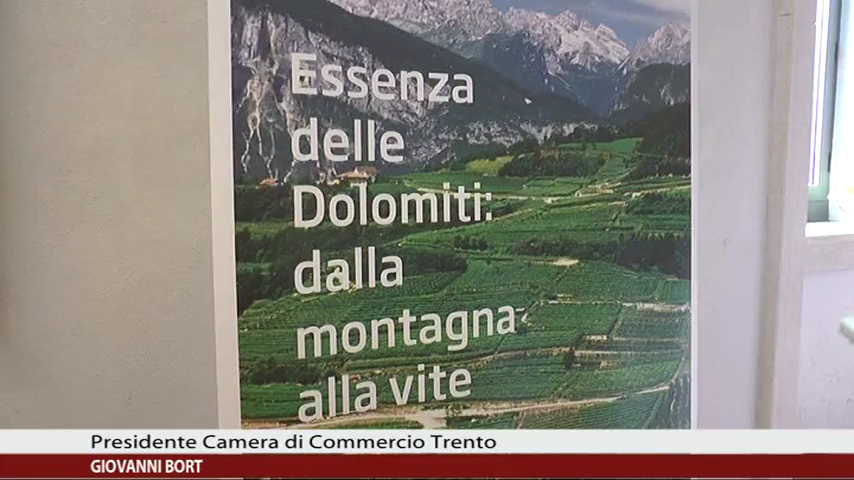 Essenza
delle
Dolomiti:
dalla
montagna
alla vite
Presidente Camera di Commercio Trento
GIOVANNI BORT